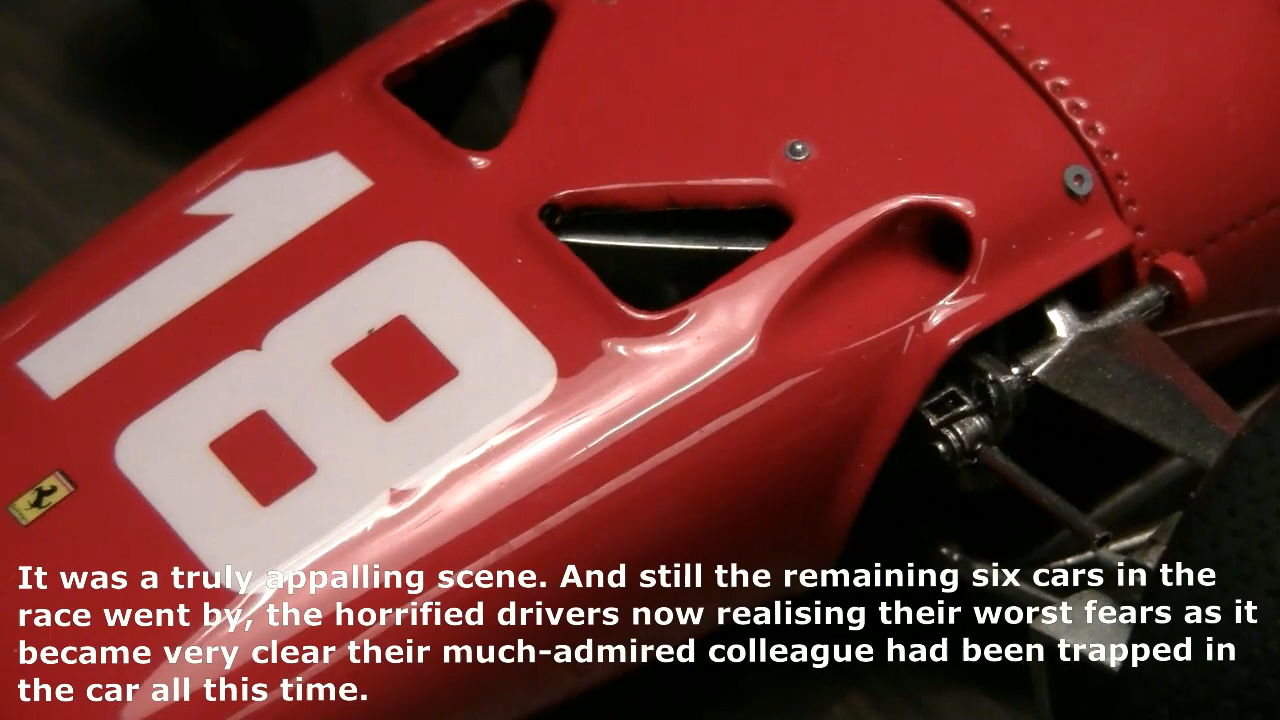 18
It was a truly appalling scene. And still the remaining six cars in the
race went by, the horrified drivers now realising their worst fears as it
became very clear their much-admired colleague had been trapped in
the car all this time.